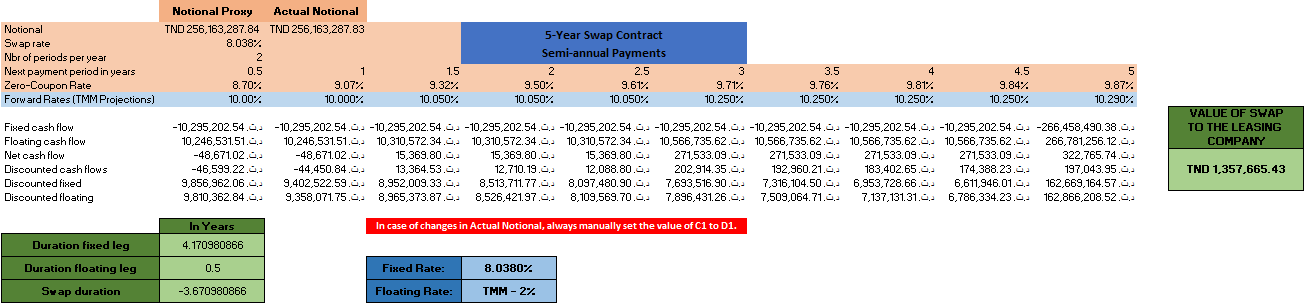 Notional Proxy Actual Notional
Notional TND 256,163,287.84 TND 256,163,287.83
Swap rate 8.038%
Nbr of periods per year 2
5-Year Swap Contract
Semi-annual Payments
Next payment period in years 0.5 1 1.5 2 2.5 3 3.5 4 4.5 5
Zero-Coupon Rate 8.70% 9.07% 9.32% 9.50% 9.61% 9.71% 9.76% 9.81% 9.84% 9.87%
Forward Rates (TMM Projections) 10.00% 10.000% 10.050% 10.050% 10.050% 10.250% 10.250% 10.250% 10.250% 10.290%
Fixed cash flow د.ت. -10,295,202.54 د.ت. -10,295,202.54 د.ت. -10,295,202.54 د.ت. -10,295,202.54 د.ت. -10,295,202.54 د.ت. -10,295,202.54 د.ت. -10,295,202.54 د.ت. -10,295,202.54 د.ت. -10,295,202.54 د.ت. -266,458,490.38
Floating cash flow د.ت. 10,246,531.51 د.ت. 10,246,531.51 د.ت. 10,310,572.34 د.ت. 10,310,572.34 د.ت. 10,310,572.34 د.ت. 10,566,735.62 د.ت. 10,566,735.62 د.ت. 10,566,735.62 د.ت. 10,566,735.62 د.ت. 266,781,256.12
Net cash flow د.ت. -48,671.02 د.ت. -48,671.02 د.ت. 15,369.80 د.ت. 15,369.80 د.ت. 15,369.80 د.ت. 271,533.09 د.ت. 271,533.09 د.ت. 271,533.09 د.ت. 271,533.09 د.ت. 322,765.74
Discounted cash flows د.ت. -46,599.22 د.ت. -44,450.84 د.ت. 13,364.53 د.ت. 12,710.19 د.ت. 12,088.80 د.ت. 202,914.35 د.ت. 192,960.21 د.ت. 183,402.65 د.ت. 174,388.23 د.ت. 197,043.95
Discounted fixed د.ت. 9,856,962.06 د.ت. 9,402,522.59 د.ت. 8,952,009.33 د.ت. 8,513,711.77 د.ت. 8,097,480.90 د.ت. 7,693,516.90 د.ت. 7,316,104.50 د.ت. 6,953,728.66 د.ت. 6,611,946.01 د.ت. 162,669,164.57
Discounted floating د.ت. 9,810,362.84 د.ت. 9,358,071.75 د.ت. 8,965,373.87 د.ت. 8,526,421.97 د.ت. 8,109,569.70 د.ت. 7,896,431.26 د.ت. 7,509,064.71 د.ت. 7,137,131.31 د.ت. 6,786,334.23 د.ت. 162,866,208.52
VALUE OF SWAP
TO THE LEASING
COMPANY
TND 1,357,665.43
In Years
Duration fixed leg 4.170980866
Duration floating leg 0.5
Swap duration -3.670980866
In case of changes in Actual Notional, always manually set the value of C1 to D1.
Fixed Rate: 8.0380%
Floating Rate: TMM - 2%